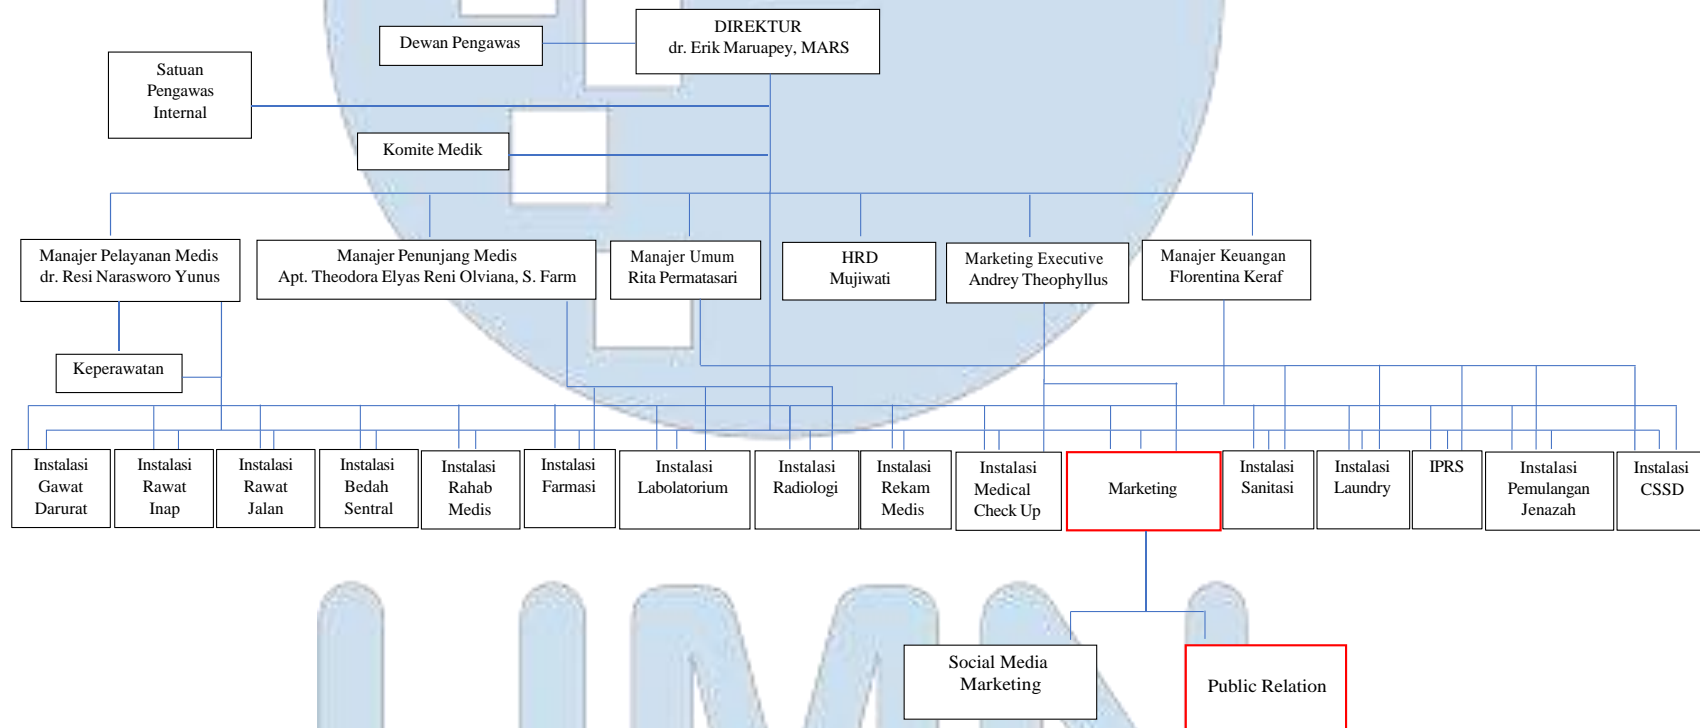 DIREKTUR
dr. Erik Maruapey, MARS
Dewan Pengawas
Satuan
Pengawas
Internal
Komite Medik
Manajer Pelayanan Medis
dr. Resi Narasworo Yunus
Manajer Penunjang Medis
Apt. Theodora Elyas Reni Olviana, S. Farm
Manajer Umum
Rita Permatasari
HRD
Mujiwati
Marketing Executive
Andrey Theophyllus
Manajer Keuangan
Florentina Keraf
Keperawatan
Instalasi
Gawat
Darurat
Instalasi
Rawat
Inap
Instalasi
Rawat
Jalan
Instalasi
Bedah
Sentral
Instalasi
Rahab
Medis
Instalasi
Farmasi
Instalasi
Labolatorium
Instalasi
Radiologi
Instalasi
Rekam
Medis
Instalasi
Medical
Check Up
Marketing
Instalasi
Sanitasi
Instalasi
Laundry
IPRS
Instalasi
Pemulangan
Jenazah
Instalasi
CSSD
Social Media
Marketing
Public Relation